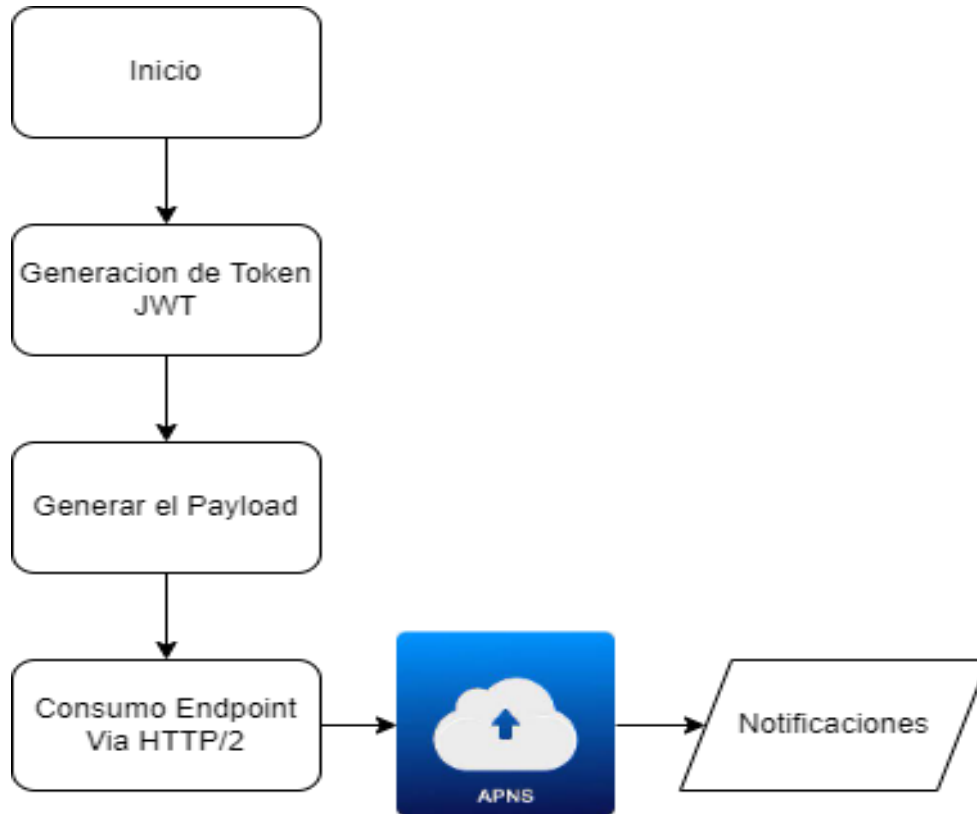 Inicio
Generacion de Token
JWT
Generar el Payload
Consumo Endpoint
Via HTTP/2
APNS
Notificaciones